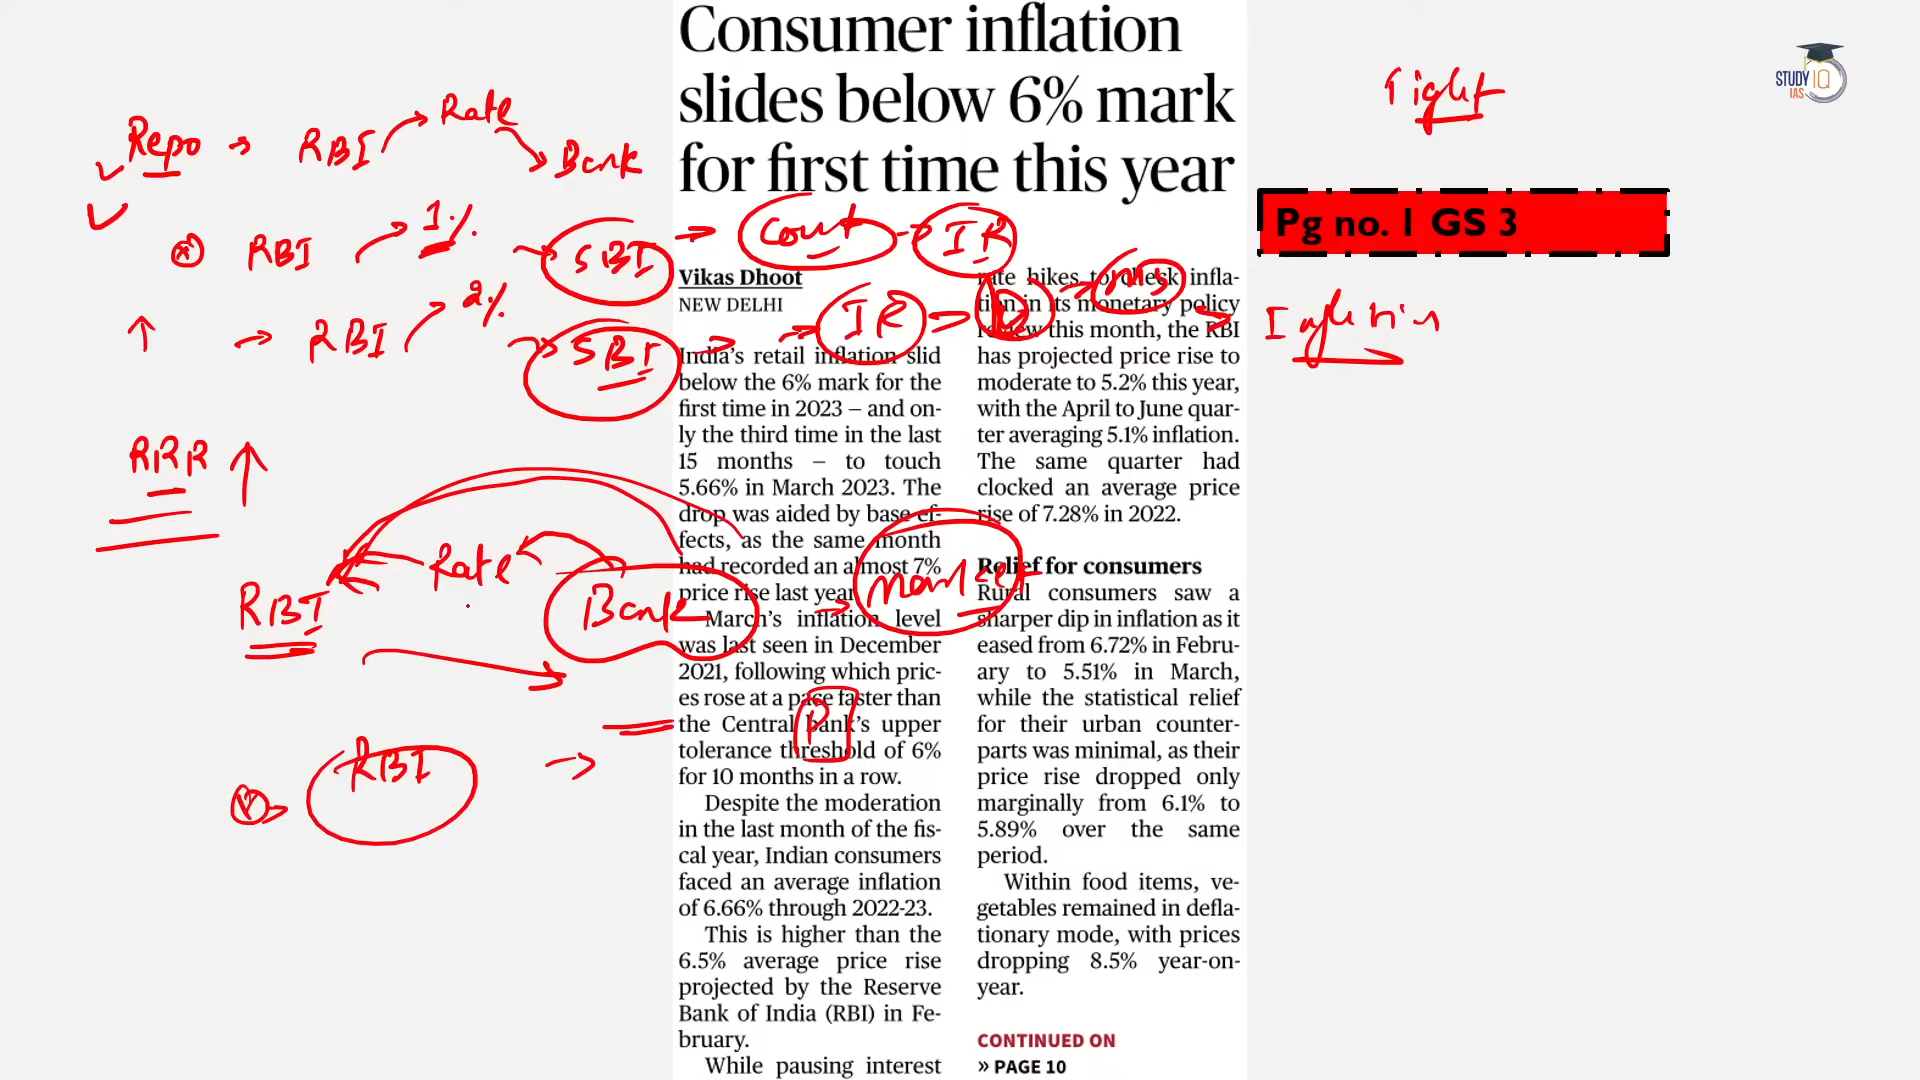 Consumer inflation
slides below 6% mark
for first time this year
Vikas Dhoot
NEW DELHI
India's retail inflation slid
below the 6% mark for the
first time in 2023 – and on-
ly the third time in the last
15 months – to touch
5.66% in March 2023. The
drop was aided by base ef-
fects, as the same month
had recorded an almost 7%
price rise last year
March's inflation level
was last seen in December
2021, following which pric-
es rose at a pace faster than
the Central bank's upper
tolerance threshold of 6%
for 10 months in a row.
Despite the moderation
in the last month of the fis-
cal year, Indian consumers
faced an average inflation
of 6.66% through 2022-23.
This is higher than the
6.5% average price rise
projected by the Reserve
Bank of India (RBI) in Fe-
bruary.
While pausing interest
rate hikes to check infla-
tion in its monetary policy
review this month, the RBI
has projected price rise to
moderate to 5.2% this year,
with the April to June quar-
ter averaging 5.1% inflation.
The same quarter had
clocked an average price
rise of 7.28% in 2022.
Relief for consumers
Rural consumers saw a
sharper dip in inflation as it
eased from 6.72% in Febru-
ary to 5.51% in March,
while the statistical relief
for their urban counter-
parts was minimal, as their
price rise dropped only
marginally from 6.1% to
5.89% over the same
period.
Within food items, ve-
getables remained in defla-
tionary mode, with prices
dropping 8.5% year-on-
year.
CONTINUED ON
» PAGE 10
Repo → RBI → Rate → Bank
RBI → 1% → SBI → → IR
↑ → RBI → 2% → SBI → → IR
RRR ↑
RBI Rate Bank → market
P
RBI →
Tight
Pg no. 1 GS 3
STUDY IQ
IAS